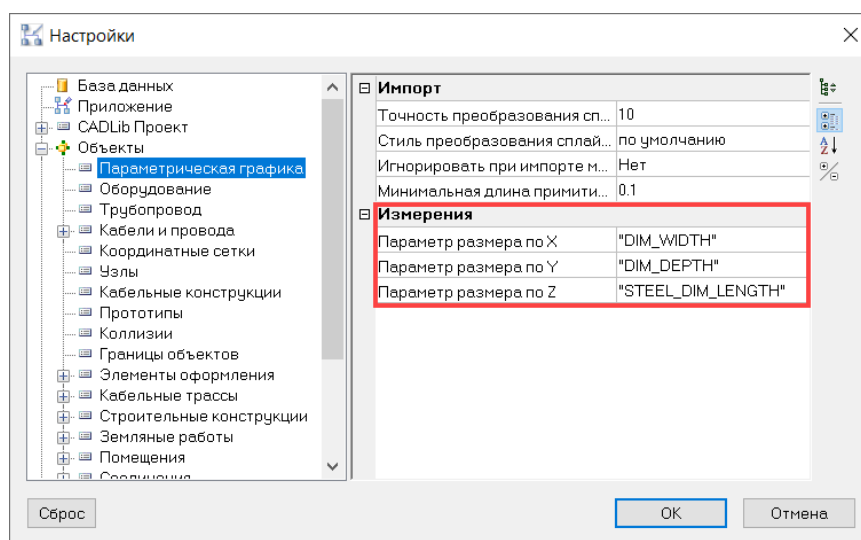 Настройки
База данных
Приложение
CADLib Проект
Объекты
Параметрическая графика
Оборудование
Трубопровод
Кабели и провода
Координатные сетки
Узлы
Кабельные конструкции
Прототипы
Коллизии
Границы объектов
Элементы оформления
Кабельные трассы
Строительные конструкции
Земляные работы
Помещения
Соединения
Импорт
Точность преобразования сп... 10
Стиль преобразования сплай... по умолчанию
Игнорировать при импорте м... Нет
Минимальная длина примити... 0.1
Измерения
Параметр размера по X "DIM_WIDTH"
Параметр размера по Y "DIM_DEPTH"
Параметр размера по Z "STEEL_DIM_LENGTH"
Сброс
OK
Отмена